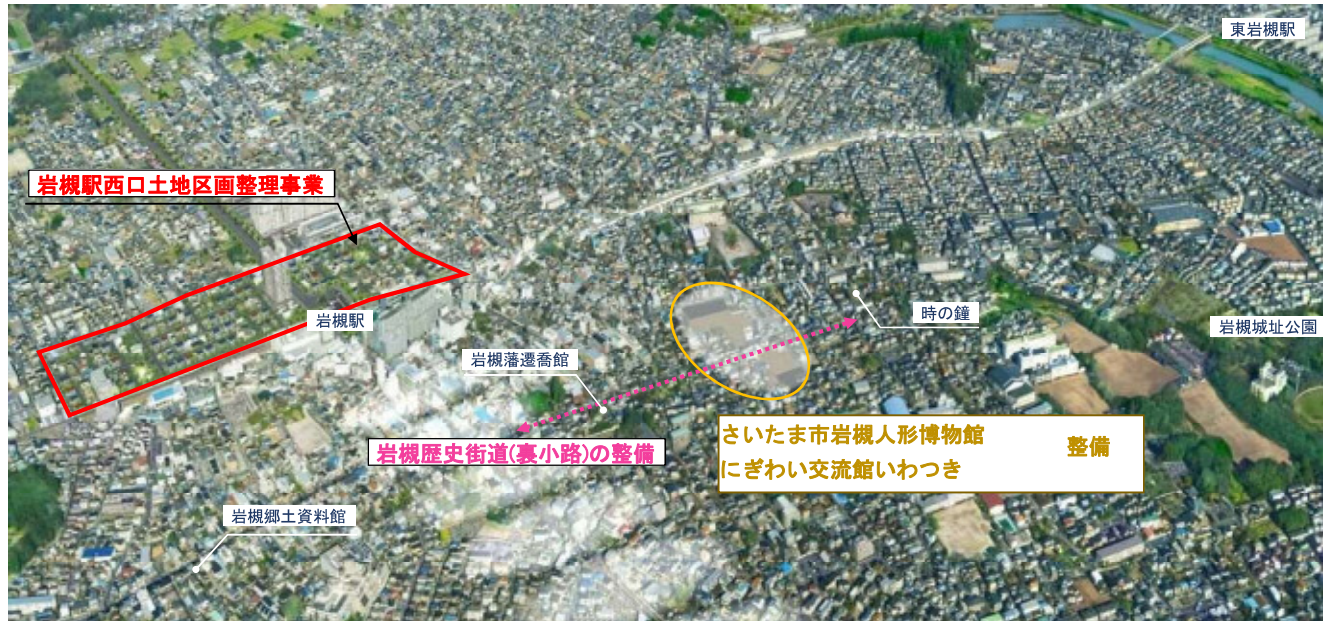 東岩槻駅
岩槻駅西口土地区画整理事業
時の鐘
岩槻駅
岩槻城址公園
岩槻藩遷喬館
岩槻歴史街道(裏小路)の整備
さいたま市岩槻人形博物館
にぎわい交流館いわつき
整備
岩槻郷土資料館